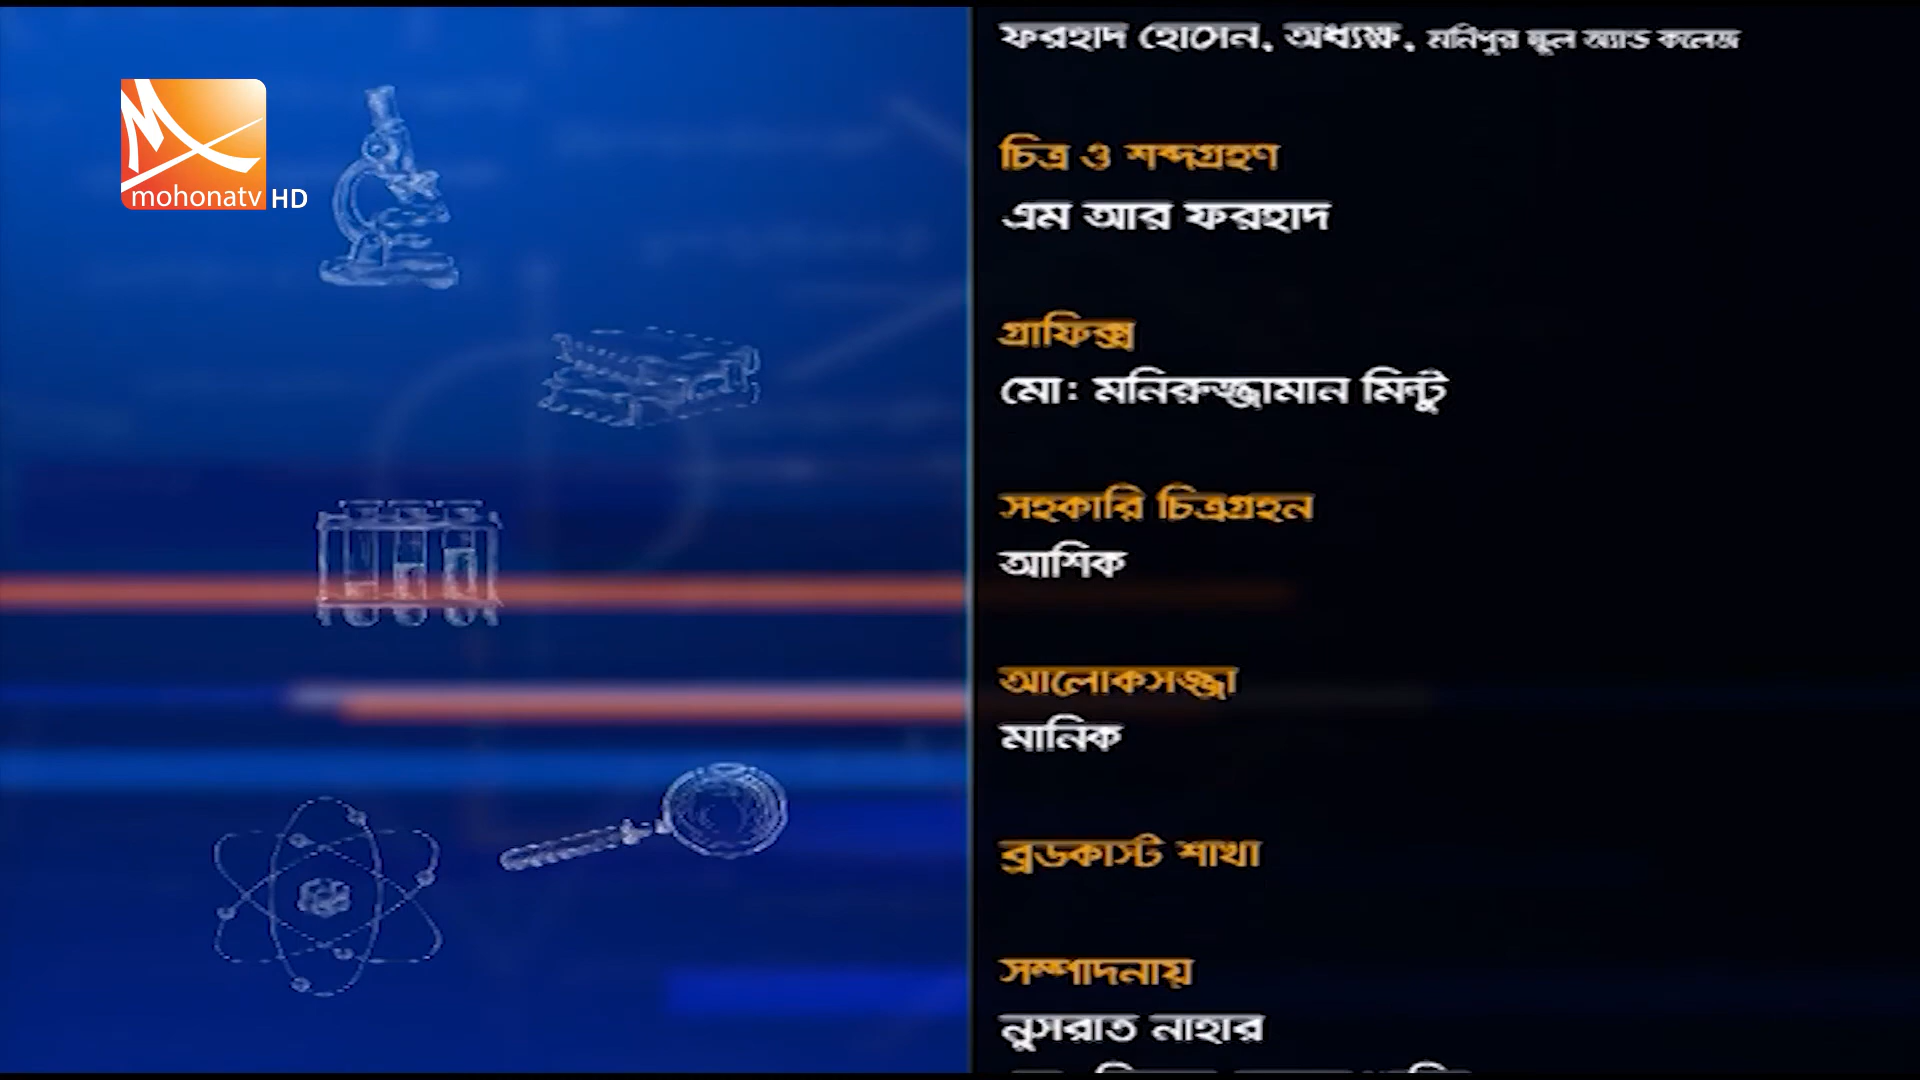 mohonatv HD
ফরহাদ হোসেন, অধ্যক্ষ, মনিপুর স্কুল অ্যান্ড কলেজ
চিত্র ও শব্দগ্রহণ
এম আর ফরহাদ
গ্রাফিক্স
মো: মনিরুজ্জামান মিন্টু
সহকারি চিত্রগ্রহন
আশিক
আলোকসজ্জা
মানিক
ব্রডকাস্ট শাখা
সম্পাদনায়
নুসরাত নাহার